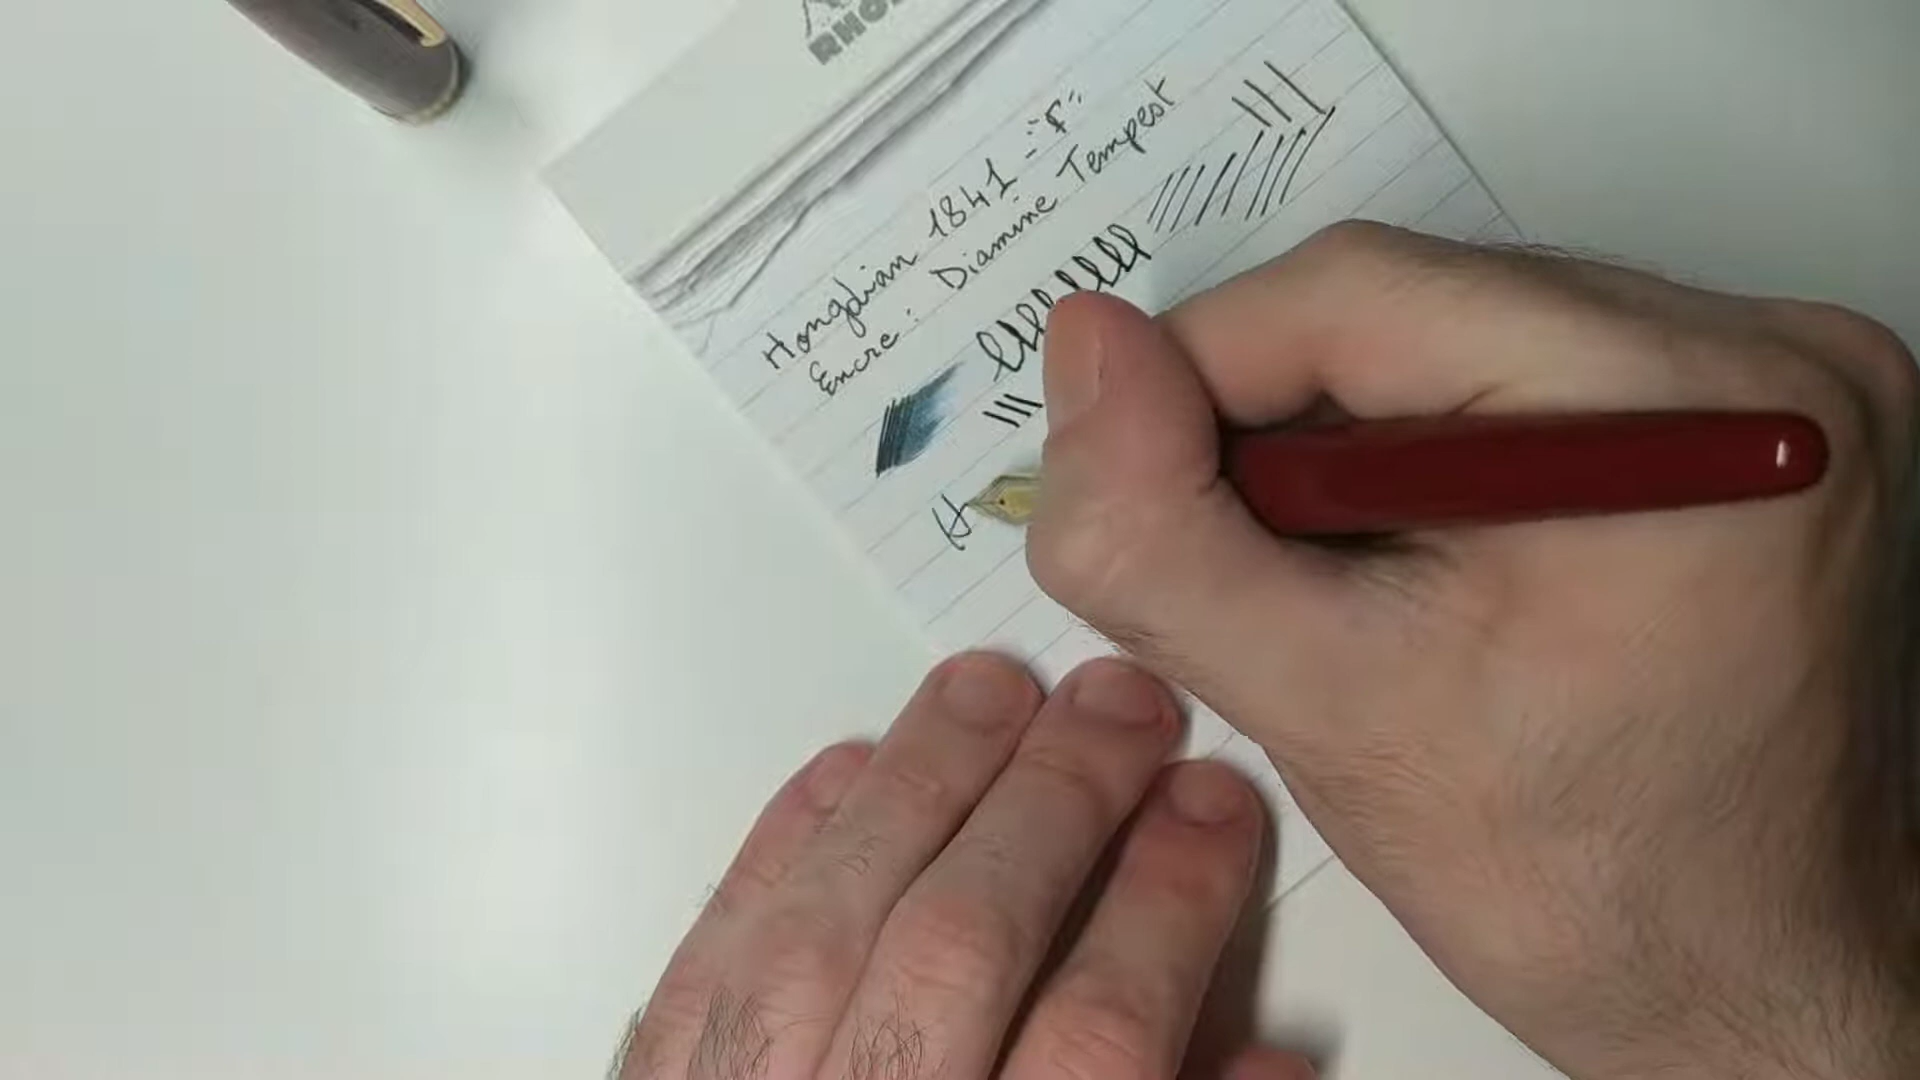 Hongdian 1841 - "F"
Encre : Diamine Tempest
H